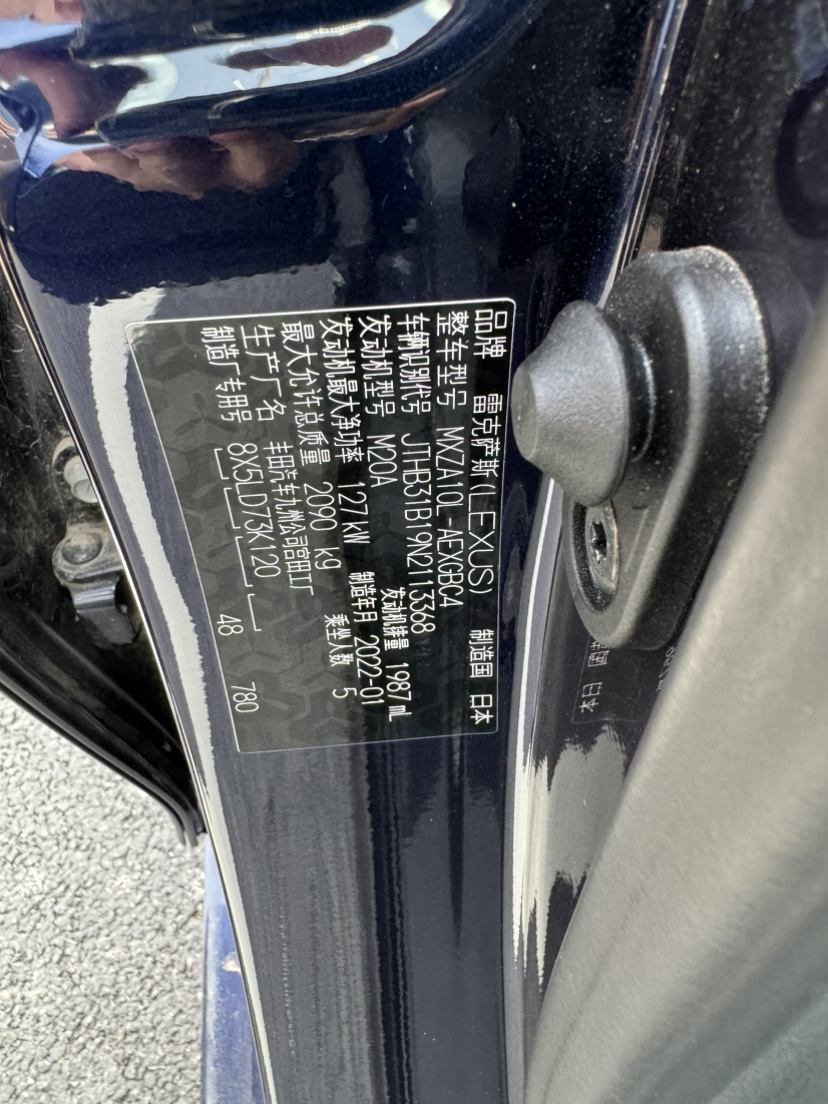 品牌 雷克萨斯(LEXUS) 制造国 日本
整车型号 MXZA10L-AEXGBC4
车辆识别代号 JTHB31B19N2113368
发动机型号 M20A 发动机排量 1987 mL
发动机最大净功率 127 kW 制造年月 2022-01
最大允许总质量 2090 kg 乘坐人数 5
生产厂名 丰田汽车九州公司宫田工厂
制造厂专用号 8X5LD73K120 48 780